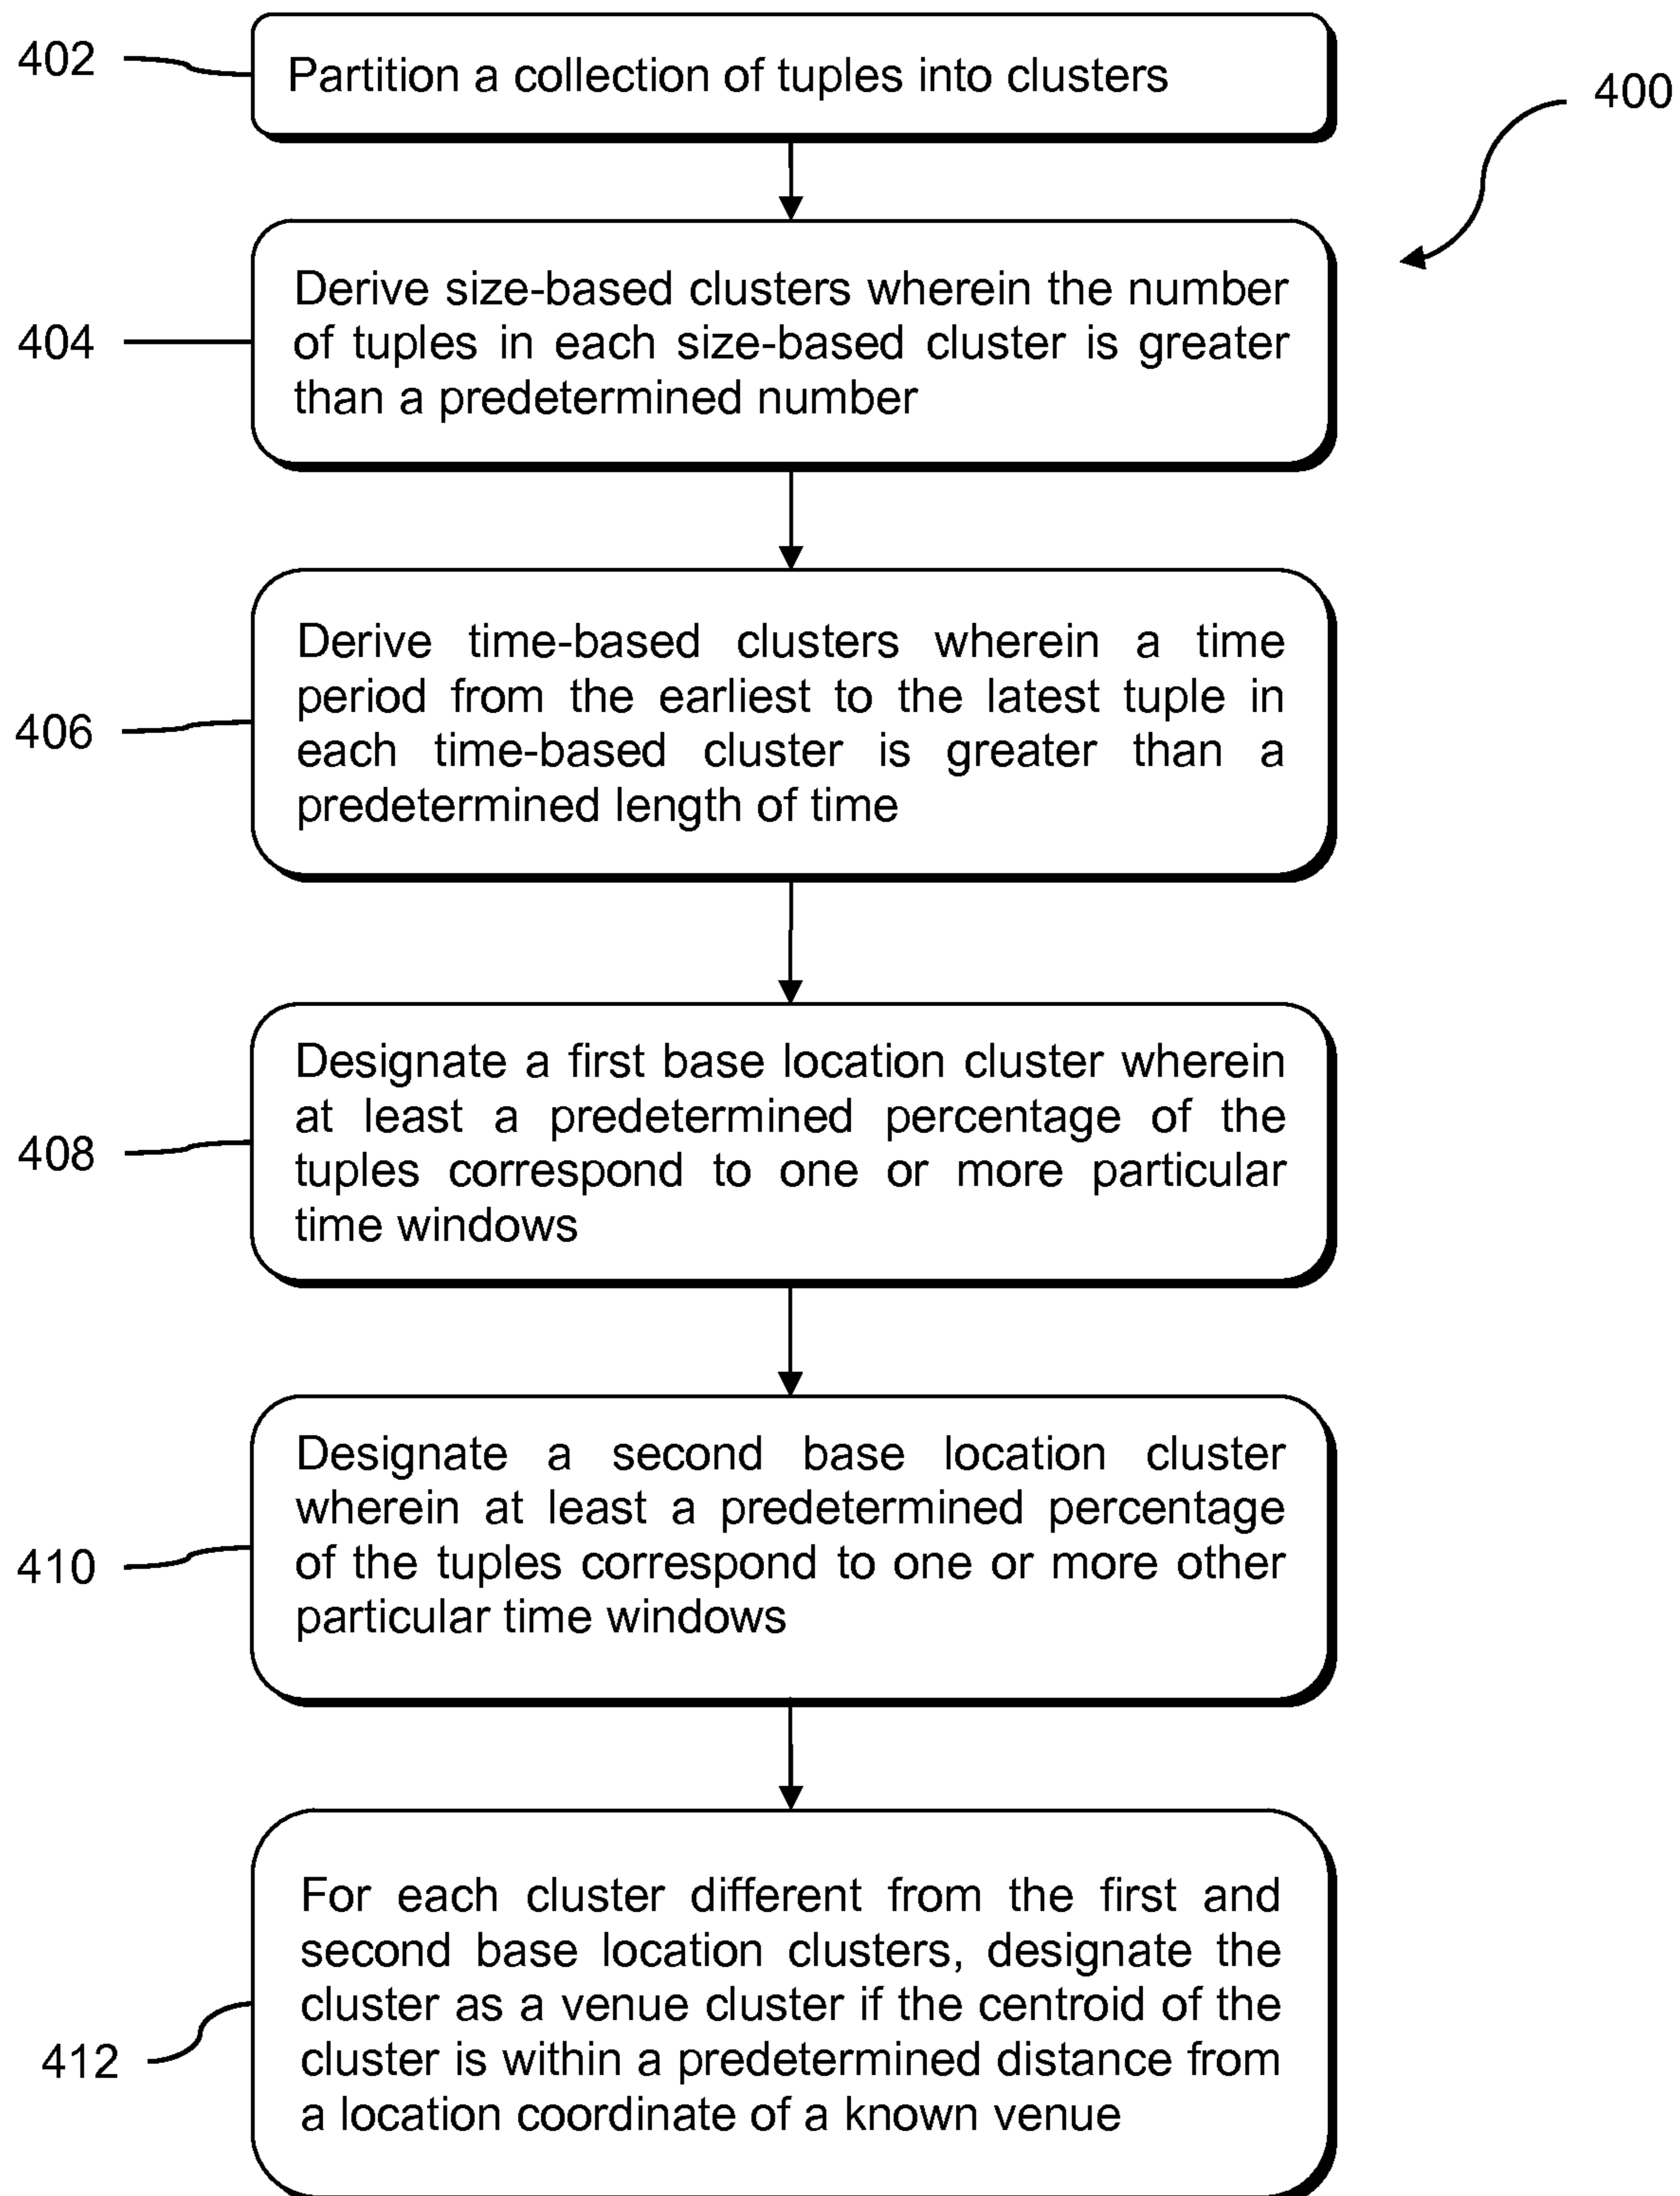 402
Partition a collection of tuples into clusters
400
404
Derive size-based clusters wherein the number
of tuples in each size-based cluster is greater
than a predetermined number
406
Derive time-based clusters wherein a time
period from the earliest to the latest tuple in
each time-based cluster is greater than a
predetermined length of time
408
Designate a first base location cluster wherein
at least a predetermined percentage of the
tuples correspond to one or more particular
time windows
410
Designate a second base location cluster
wherein at least a predetermined percentage
of the tuples correspond to one or more other
particular time windows
412
For each cluster different from the first and
second base location clusters, designate the
cluster as a venue cluster if the centroid of the
cluster is within a predetermined distance from
a location coordinate of a known venue